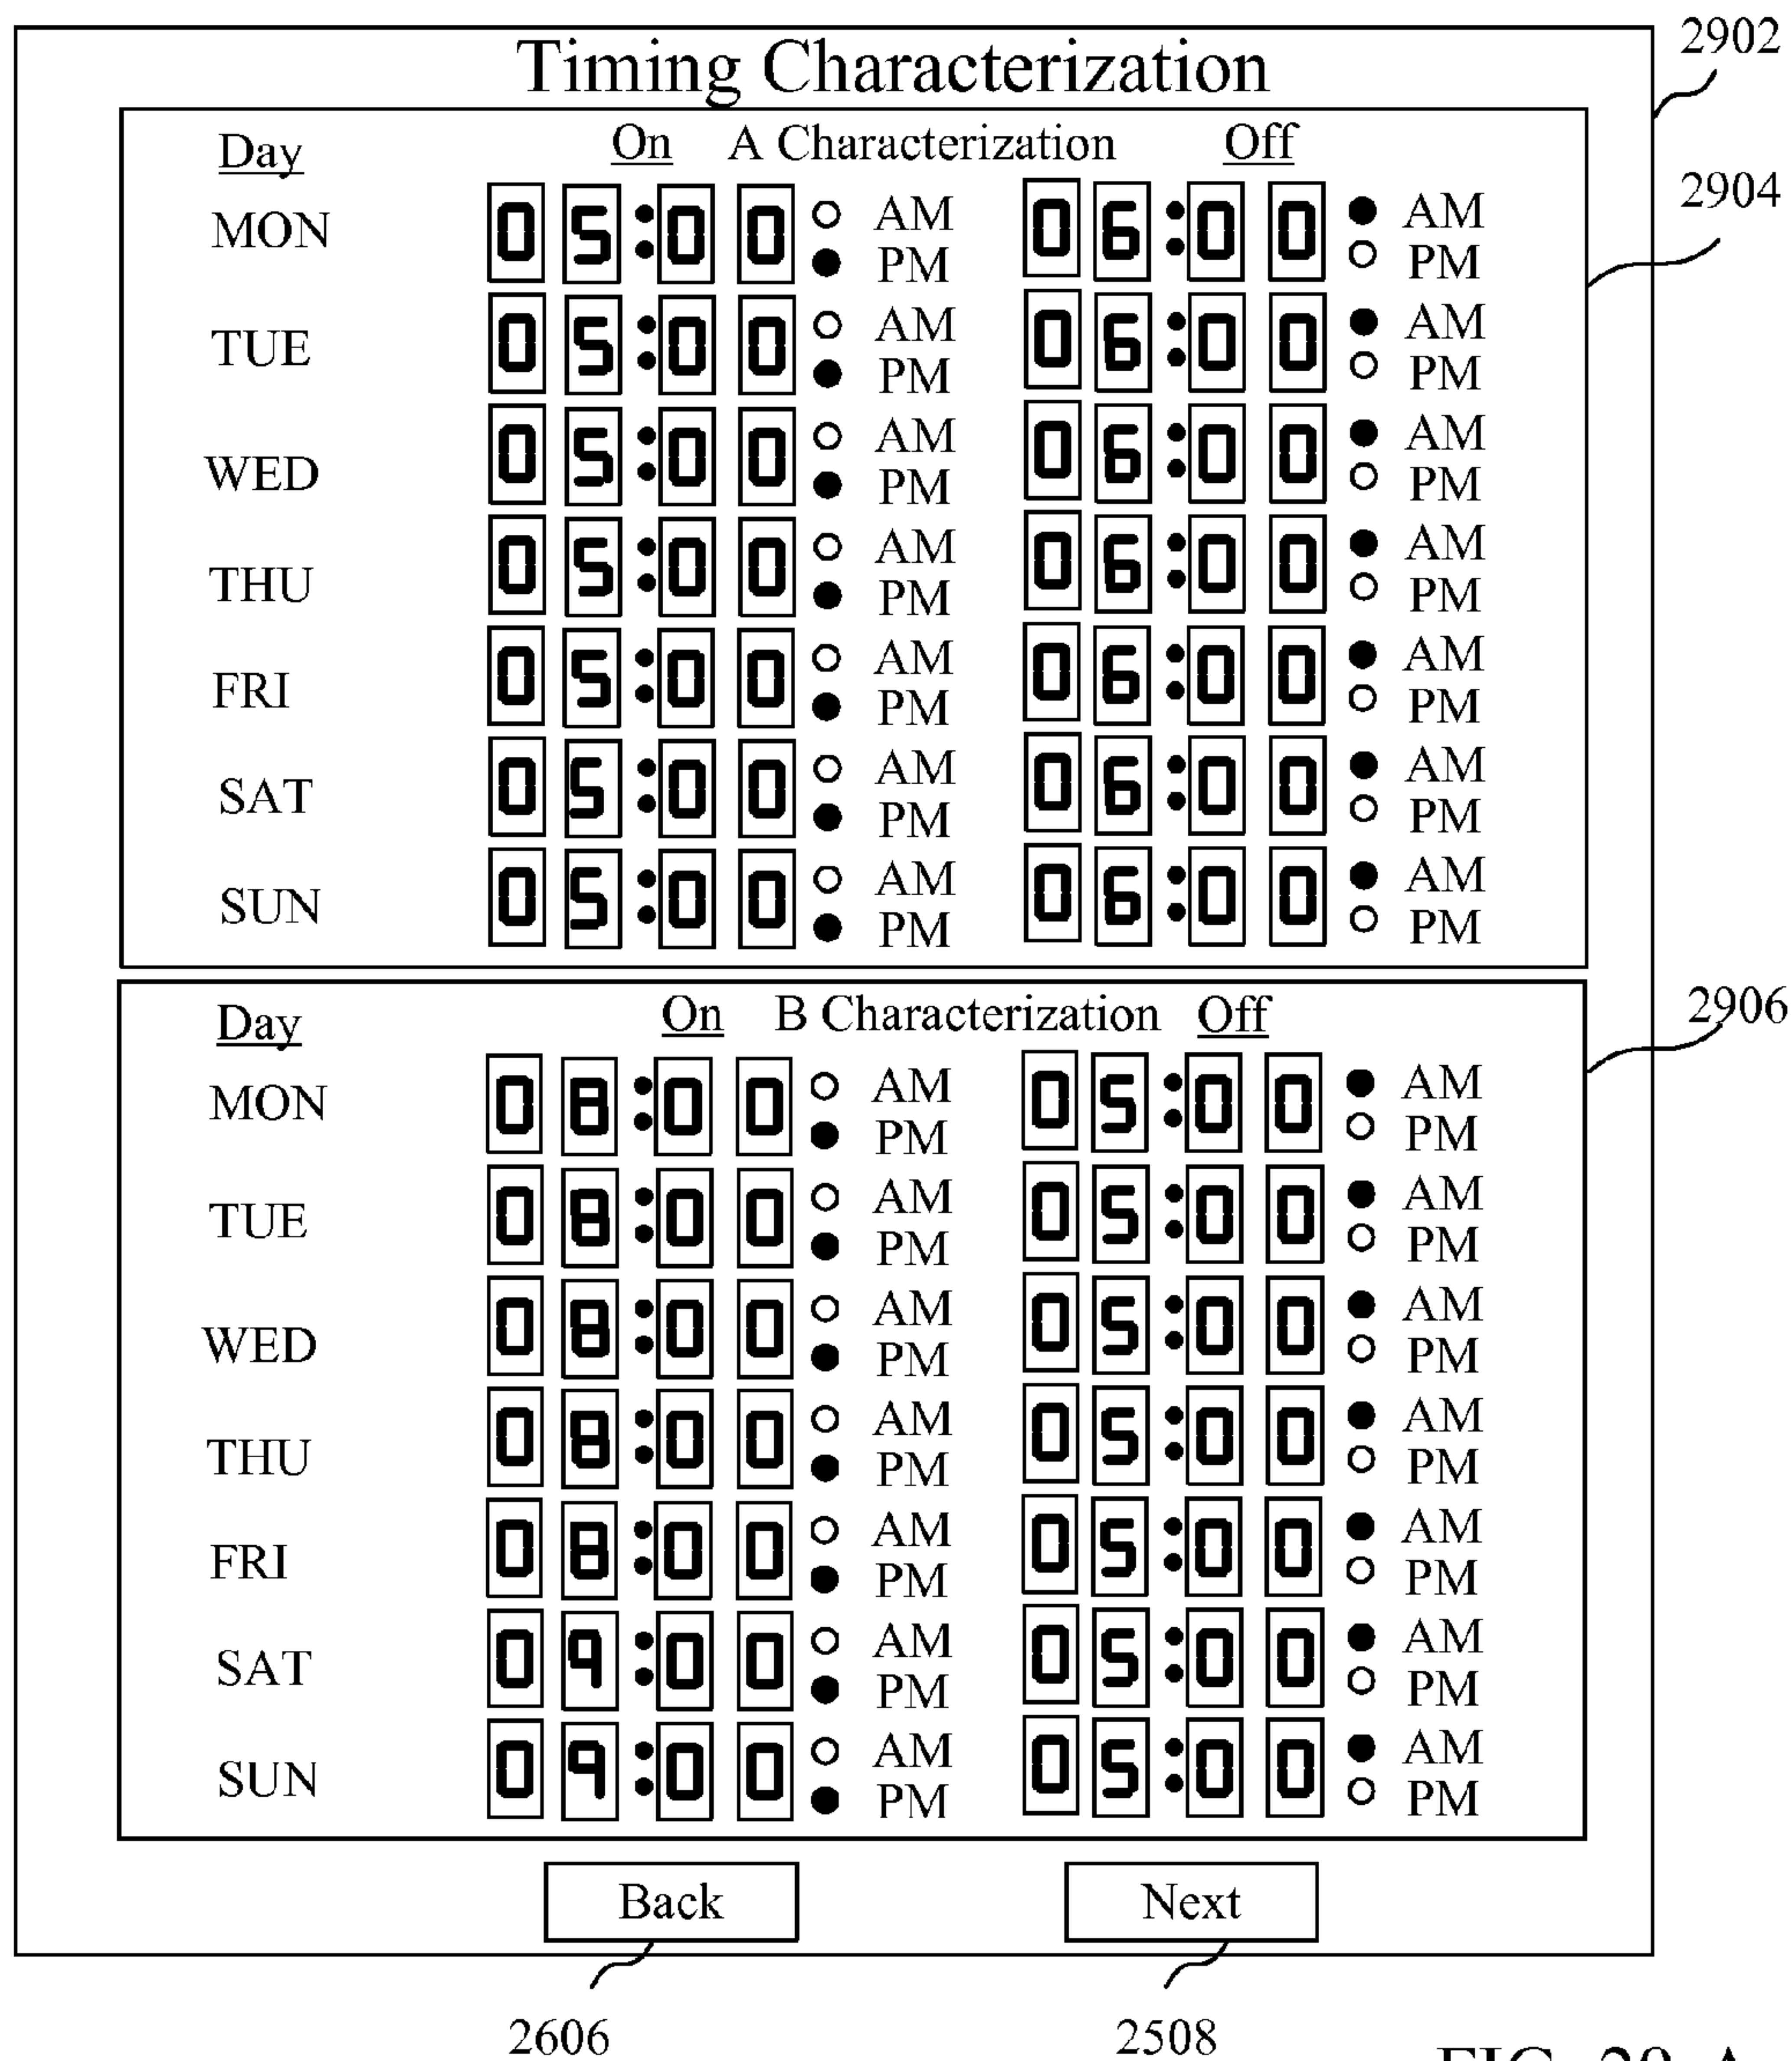 2902
Timing Characterization
Day On A Characterization Off
2904
MON 05:00 AM PM 06:00 AM PM
TUE 05:00 AM PM 06:00 AM PM
WED 05:00 AM PM 06:00 AM PM
THU 05:00 AM PM 06:00 AM PM
FRI 05:00 AM PM 06:00 AM PM
SAT 05:00 AM PM 06:00 AM PM
SUN 05:00 AM PM 06:00 AM PM
Day On B Characterization Off
2906
MON 08:00 AM PM 05:00 AM PM
TUE 08:00 AM PM 05:00 AM PM
WED 08:00 AM PM 05:00 AM PM
THU 08:00 AM PM 05:00 AM PM
FRI 08:00 AM PM 05:00 AM PM
SAT 09:00 AM PM 05:00 AM PM
SUN 09:00 AM PM 05:00 AM PM
Back Next
2606 2508